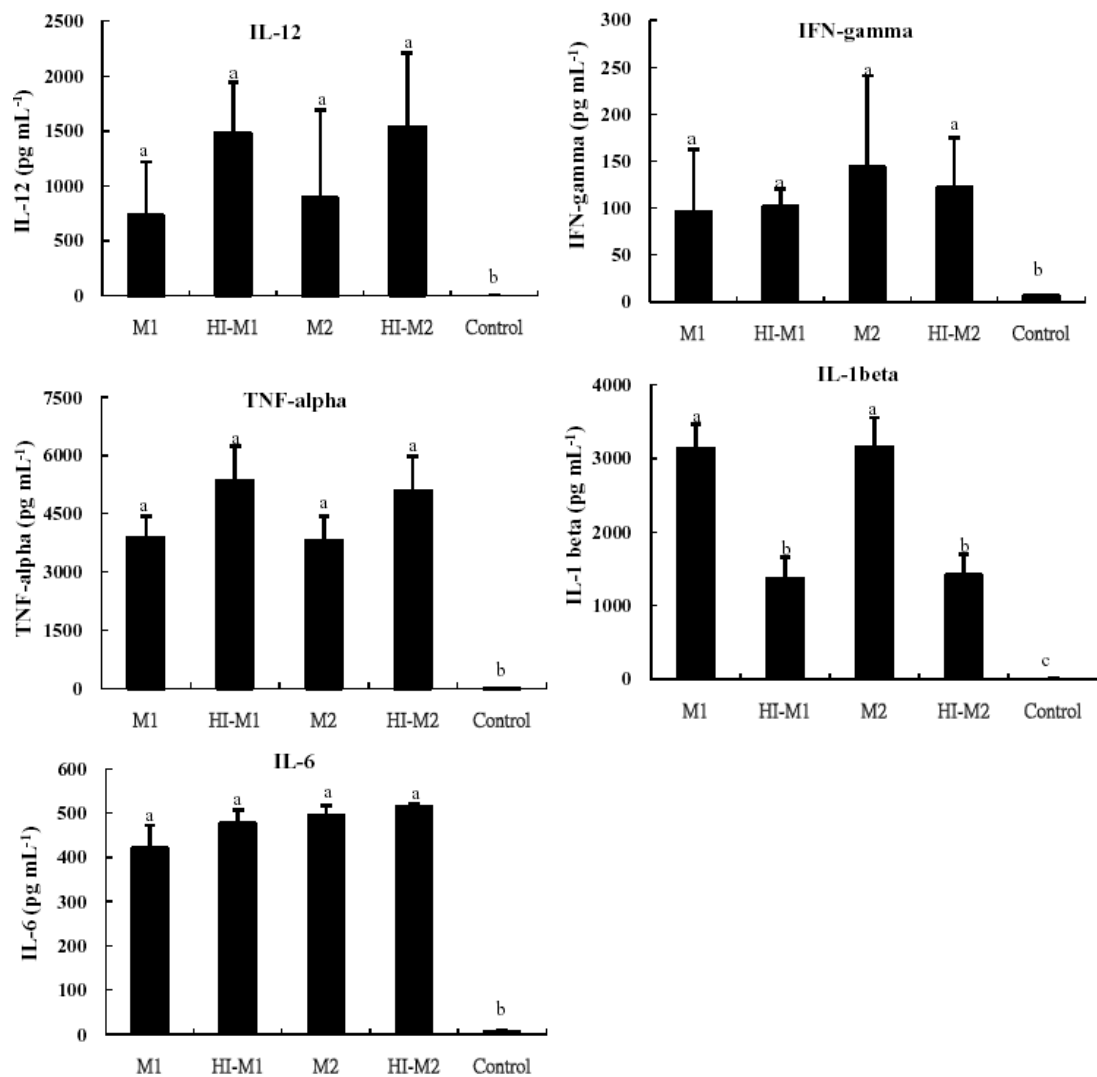 IL-12
IL-12 (pg mL⁻¹)
2500
2000
1500
1000
500
0
a
a
a
a
b
M1 HI-M1 M2 HI-M2 Control
IFN-gamma
IFN-gamma (pg mL⁻¹)
300
250
200
150
100
50
0
a
a
a
a
b
M1 HI-M1 M2 HI-M2 Control
TNF-alpha
TNF-alpha (pg mL⁻¹)
7500
6000
4500
3000
1500
0
a
a
a
a
b
M1 HI-M1 M2 HI-M2 Control
IL-1beta
IL-1 beta (pg mL⁻¹)
4000
3000
2000
1000
0
a
b
a
b
c
M1 HI-M1 M2 HI-M2 Control
IL-6
IL-6 (pg mL⁻¹)
600
500
400
300
200
100
0
a
a
a
a
b
M1 HI-M1 M2 HI-M2 Control